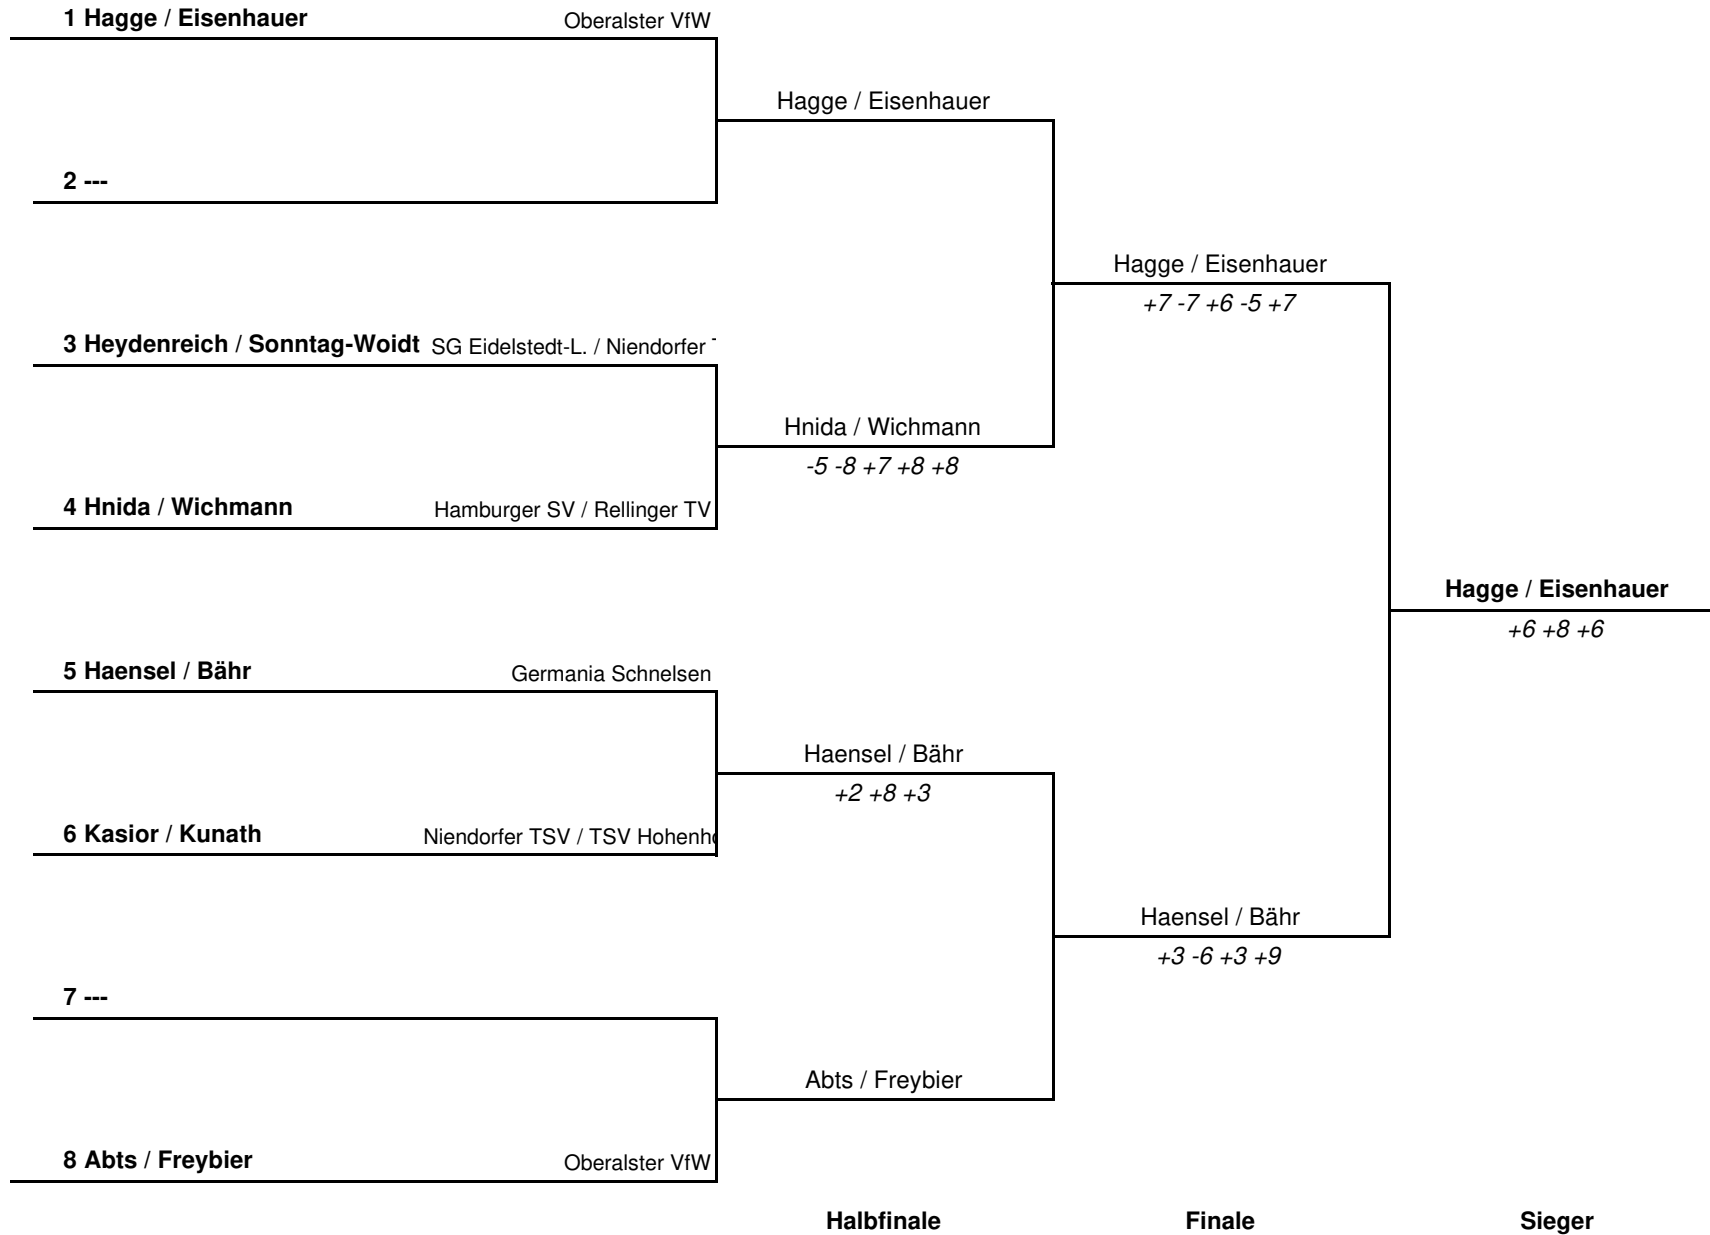 1 Hagge / Eisenhauer Oberalster VfW
Hagge / Eisenhauer
2 ---
Hagge / Eisenhauer
+7 -7 +6 -5 +7
3 Heydenreich / Sonntag-Woidt SG Eidelstedt-L. / Niendorfer
Hnida / Wichmann
-5 -8 +7 +8 +8
4 Hnida / Wichmann Hamburger SV / Rellinger TV
Hagge / Eisenhauer
+6 +8 +6
5 Haensel / Bähr Germania Schnelsen
Haensel / Bähr
+2 +8 +3
6 Kasior / Kunath Niendorfer TSV / TSV
Haensel / Bähr
+3 -6 +3 +9
7 ---
Abts / Freybier
8 Abts / Freybier Oberalster VfW
Halbfinale Finale Sieger